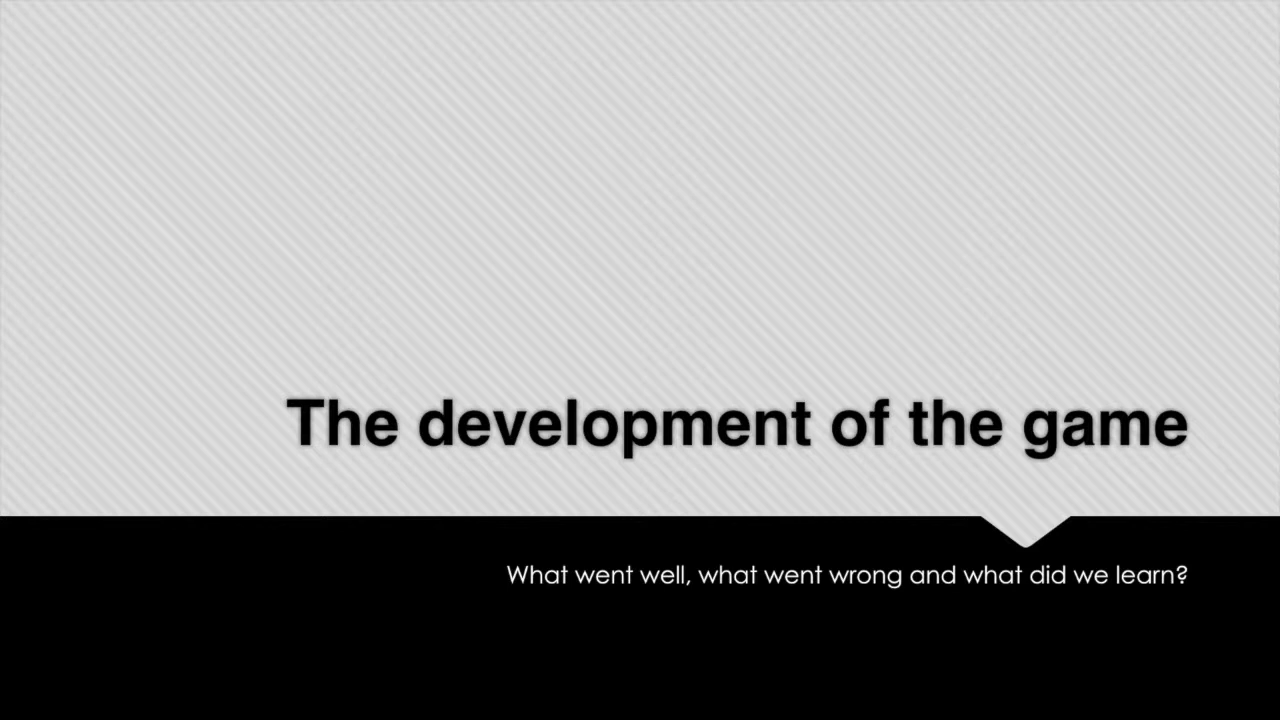 The development of the game
What went well, what went wrong and what did we learn?